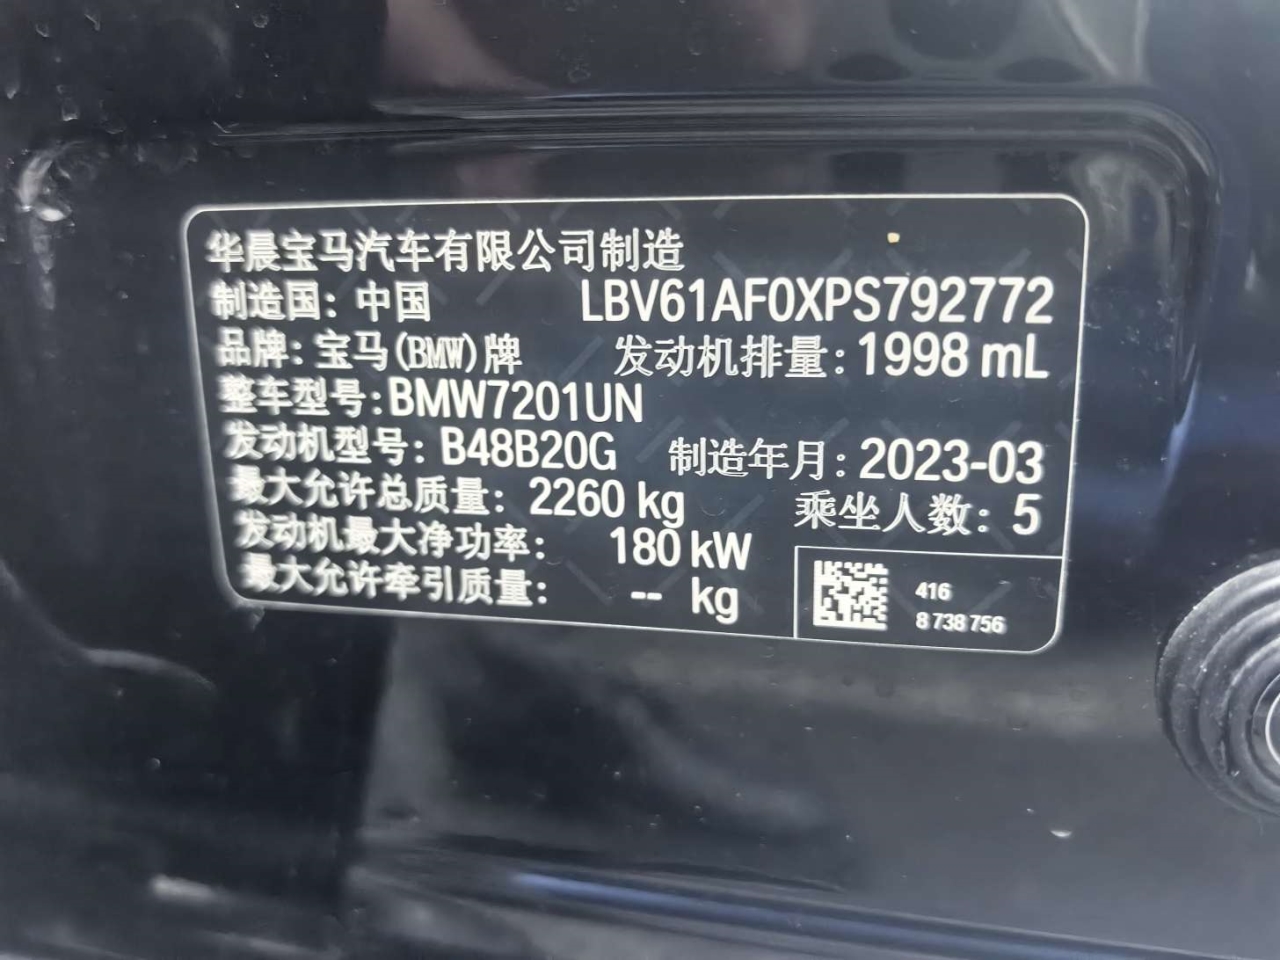 华晨宝马汽车有限公司制造
制造国：中国 LBV61AF0XPS792772
品牌：宝马(BMW)牌 发动机排量：1998 mL
整车型号：BMW7201UN
发动机型号：B48B20G 制造年月：2023-03
最大允许总质量：2260 kg 乘坐人数：5
发动机最大净功率：180 kW
最大允许牵引质量：-- kg
416
8 738 756